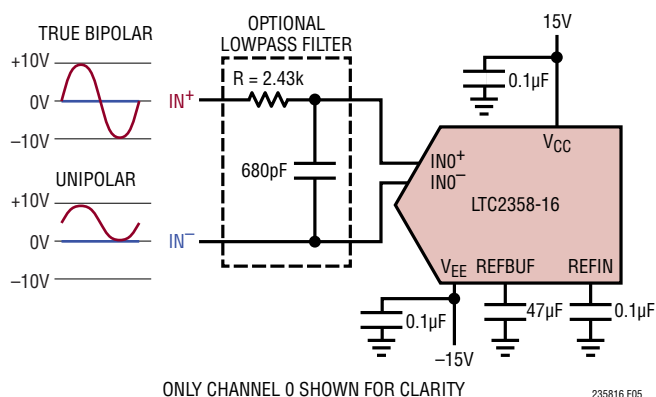 TRUE BIPOLAR
+10V
0V
–10V
UNIPOLAR
+10V
0V
–10V
IN+
IN–
OPTIONAL
LOWPASS FILTER
R = 2.43k
680pF
15V
0.1µF
VCC
IN0+
IN0–
LTC2358-16
VEE
REFBUF
REFIN
0.1µF
47µF
0.1µF
–15V
ONLY CHANNEL 0 SHOWN FOR CLARITY
235816 F05